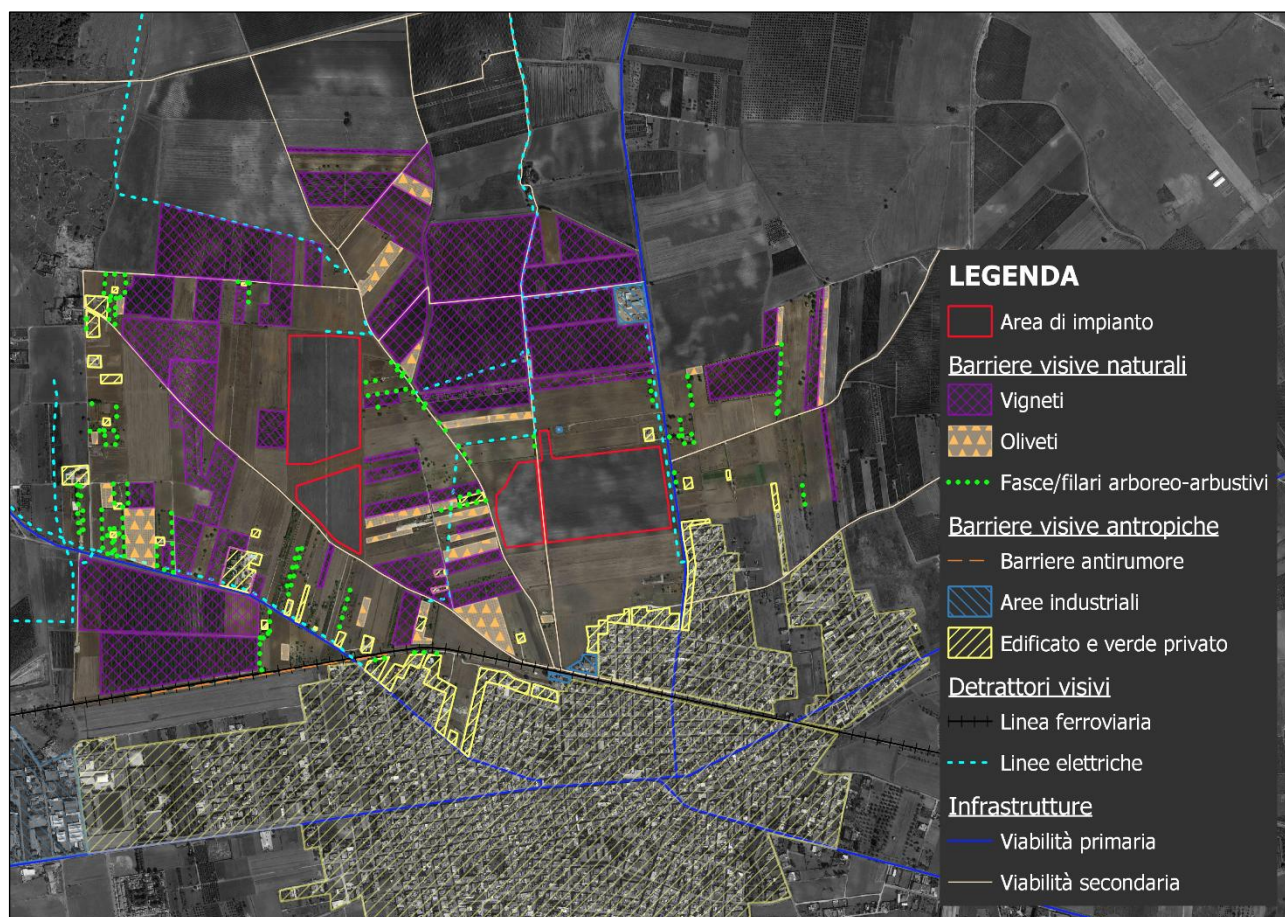 LEGENDA
Area di impianto
Barriere visive naturali
Vigneti
Oliveti
Fasce/filari arboreo-arbustivi
Barriere visive antropiche
Barriere antirumore
Aree industriali
Edificato e verde privato
Detrattori visivi
Linea ferroviaria
Linee elettriche
Infrastrutture
Viabilità primaria
Viabilità secondaria